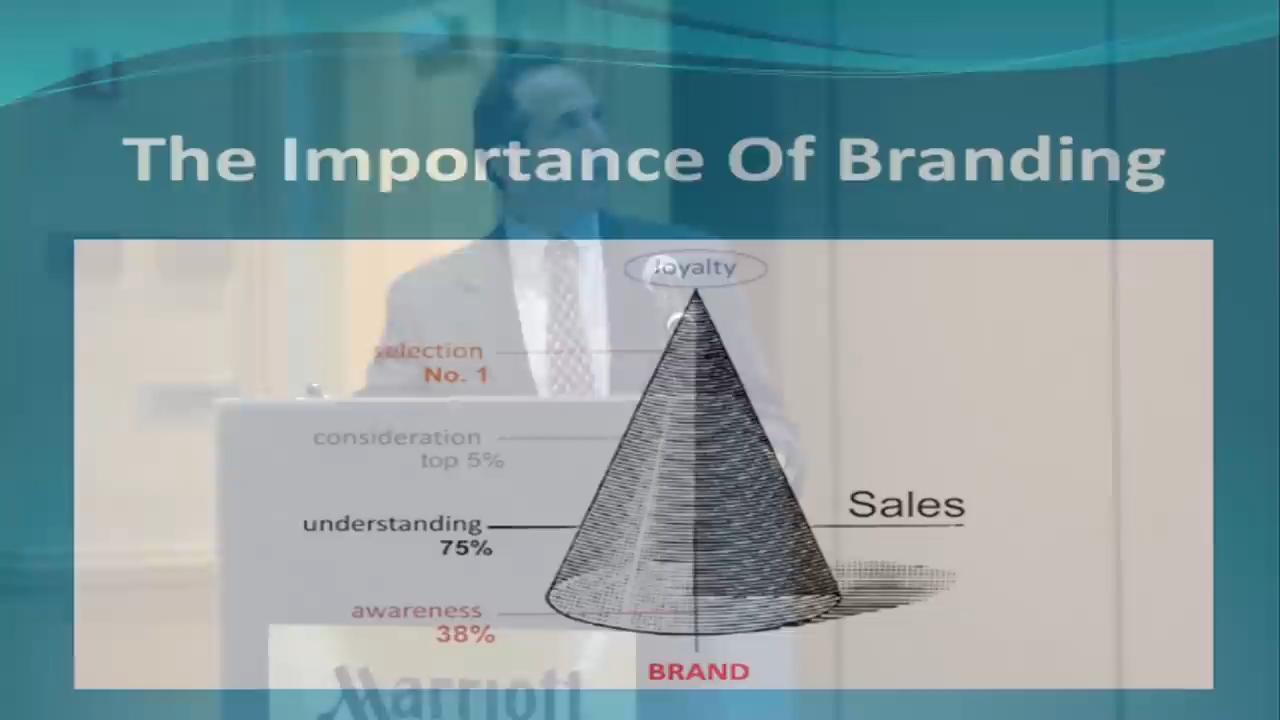 The Importance Of Branding
loyalty
selection
No. 1
consideration
top 5%
understanding
75%
Sales
awareness
38%
BRAND
Marriott